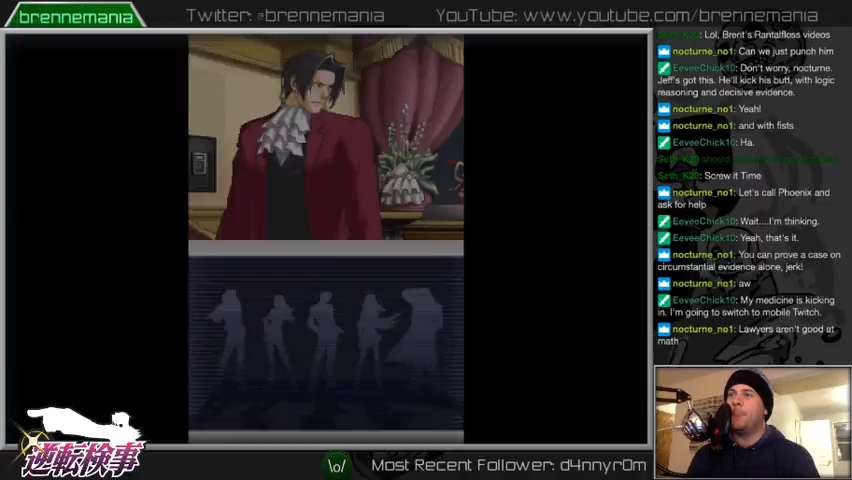 brennemania
Twitter: @brennemania
YouTube: www.youtube.com/brennemania
Seth_K20: Lol, Brent's Rantalfloss videos
nocturne_no1: Can we just punch him
EeveeChick10: Don't worry, nocturne.
Jeff's got this. He'll kick his butt, with logic
reasoning and decisive evidence.
nocturne_no1: Yeah!
nocturne_no1: and with fists
EeveeChick10: Ha.
Seth_K20 should
Seth_K20: Screw it Time
nocturne_no1: Let's call Phoenix and
ask for help
EeveeChick10: Wait....I'm thinking.
EeveeChick10: Yeah, that's it.
nocturne_no1: You can prove a case on
circumstantial evidence alone, jerk!
nocturne_no1: aw
EeveeChick10: My medicine is kicking
in. I'm going to switch to mobile Twitch.
nocturne_no1: Lawyers aren't good at
math
逆転検事
\o/
Most Recent Follower: d4nnyr0m